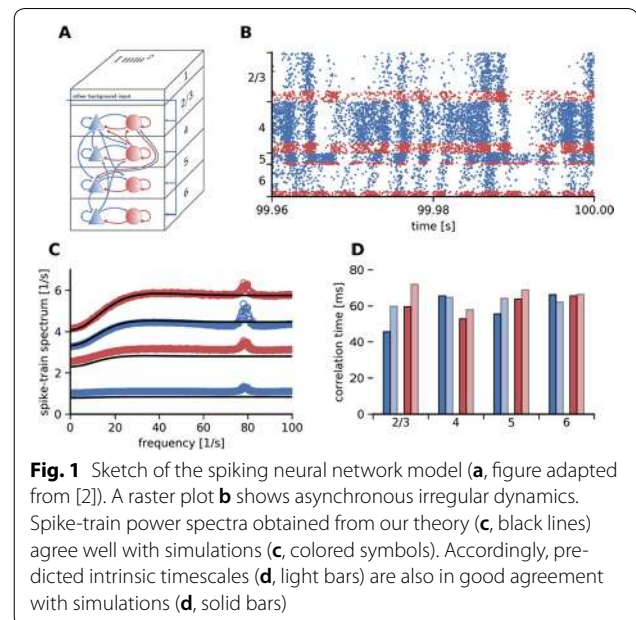 A
1 mm²
1
other background input
2/3
4
5
6
B
2/3
4
5
6
99.96
99.98
100.00
time [s]
C
spike-train spectrum [1/s]
6
4
2
0
0
20
40
60
80
100
frequency [1/s]
D
correlation time [ms]
80
60
40
20
0
2/3
4
5
6
Fig. 1 Sketch of the spiking neural network model (a, figure adapted
from [2]). A raster plot b shows asynchronous irregular dynamics.
Spike-train power spectra obtained from our theory (c, black lines)
agree well with simulations (c, colored symbols). Accordingly, pre-
dicted intrinsic timescales (d, light bars) are also in good agreement
with simulations (d, solid bars)